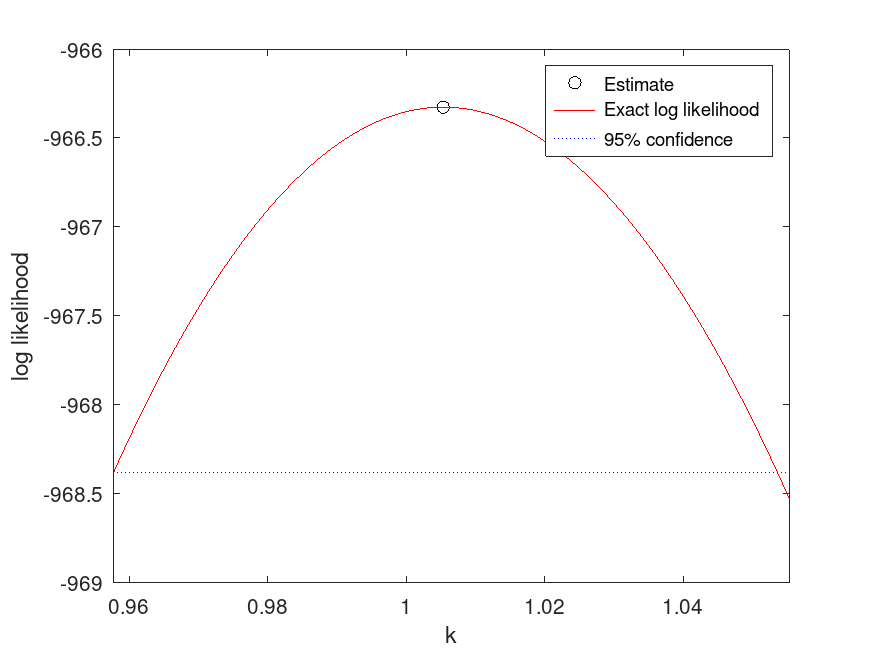 -966
-966.5
-967
-967.5
-968
-968.5
-969
log likelihood
Estimate
Exact log likelihood
95% confidence
0.96
0.98
1
1.02
1.04
k